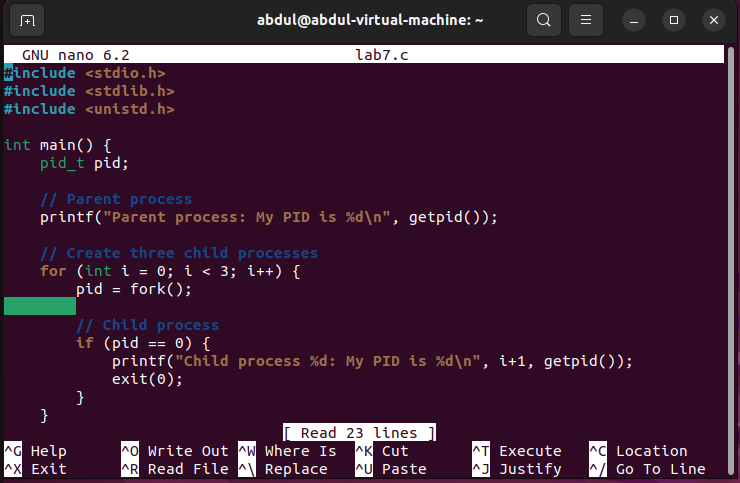 abdul@abdul-virtual-machine: ~
GNU nano 6.2 lab7.c
#include <stdio.h>
#include <stdlib.h>
#include <unistd.h>
int main() {
    pid_t pid;
    // Parent process
    printf("Parent process: My PID is %d\n", getpid());
    // Create three child processes
    for (int i = 0; i < 3; i++) {
        pid = fork();
        // Child process
        if (pid == 0) {
            printf("Child process %d: My PID is %d\n", i+1, getpid());
            exit(0);
        }
    }
[ Read 23 lines ]
^G Help ^O Write Out ^W Where Is ^K Cut ^T Execute ^C Location
^X Exit ^R Read File ^\ Replace ^U Paste ^J Justify ^/ Go To Line